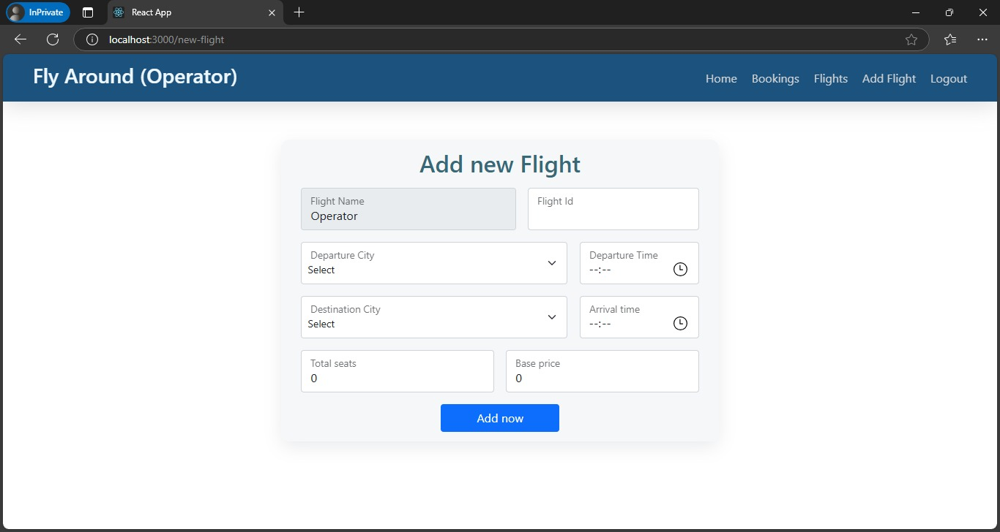 InPrivate React App
localhost:3000/new-flight
Fly Around (Operator) Home Bookings Flights Add Flight Logout
Add new Flight
Flight Name Flight Id
Operator
Departure City Departure Time
Select --:--
Destination City Arrival time
Select --:--
Total seats Base price
0 0
Add now